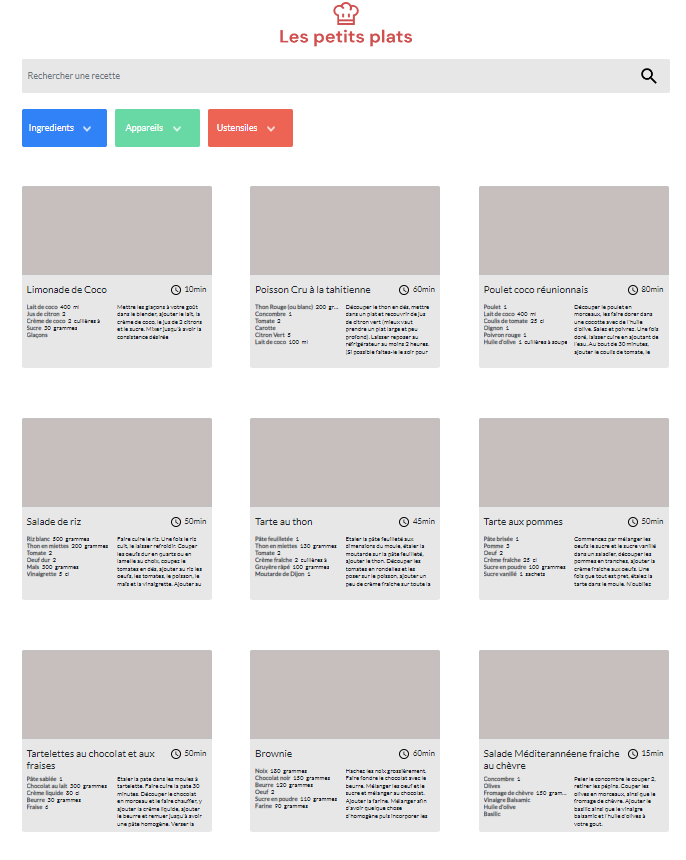 Les petits plats
Rechercher une recette
Ingredients
Appareils
Ustensiles
Limonade de Coco
10min
Lait de coco 400 ml
Jus de citron 2
Crème de coco 2 cuillères à
Sucre 30 grammes
Glaçons
Mettre les glaçons à votre goût
dans le blender, ajouter le lait, la
crème de coco, le jus de 2 citrons
et le sucre. Mixer jusqu'à avoir la
consistence désirée
Poisson Cru à la tahitienne
60min
Thon Rouge (ou blanc) 200 gr...
Concombre 1
Tomate 2
Carotte
Citron Vert 5
Lait de coco 100 ml
Découper le thon en dés, mettre
dans un plat et recouvrir de jus
de citron vert (mieux vaut
prendre un plat large et peu
profond). Laisser reposer au
réfrigérateur au moins 2 heures.
(Si possible faites-le le soir pour
Poulet coco réunionnais
80min
Poulet 1
Lait de coco 400 ml
Coulis de tomate 25 cl
Oignon 1
Poivron rouge 1
Huile d'olive 1 cuillères à soupe
Découper le poulet en
morceaux, les faire dorer dans
une cocotte avec de l'huile
d'olive. Salez et poivrez. Une fois
doré, laisser cuire en ajoutant de
l'eau. Au bout de 30 minutes,
ajouter le coulis de tomate, le
Salade de riz
50min
Riz blanc 500 grammes
Thon en miettes 200 grammes
Tomate 2
Oeuf dur 2
Maïs 300 grammes
Vinaigrette 5 cl
Faire cuire le riz. Une fois le riz
cuit, le laisser refroidir. Couper
les oeufs dur en quarts ou en
lamelle au choix, coupez le
tomates en dés, ajouter au riz les
oeufs, les tomates, le poisson, le
maïs et la vinaigrette. Ajouter au
Tarte au thon
45min
Pâte feuilletée 1
Thon en miettes 130 grammes
Tomate 2
Crème fraîche 2 cuillères à
Gruyère râpé 100 grammes
Moutarde de Dijon 1
Etaler la pâte feuilleté aux
dimensions du moule, étaler la
moutarde sur la pâte feuilleté,
ajouter le thon. Découper les
tomates en rondelles et les
poser sur le poisson, ajouter un
peu de crème fraîche sur toute la
Tarte aux pommes
50min
Pâte brisée 1
Pomme 3
Oeuf 2
Crème fraîche 25 cl
Sucre en poudre 100 grammes
Sucre vanillé 1 sachets
Commencez par mélanger les
oeufs le sucre et le sucre vanillé
dans un saladier, découper les
pommes en tranches, ajouter la
crème fraîche aux oeufs. Une
fois que tout est pret, étalez la
tarte dans le moule. N'oubliez
Tartelettes au chocolat et aux
fraises
50min
Pâte sablée 1
Chocolat au lait 300 grammes
Crème liquide 80 cl
Beurre 30 grammes
Fraise 6
Etaler la pate dans les moules à
tartelette. Faire cuire la pate 30
minutes. Découper le chocolat
en morceau et le faire chauffer, y
ajouter la crème liquide, ajouter
le beurre et remuer jusqu'à avoir
une pâte homogène. Verser la
Brownie
60min
Noix 180 grammes
Chocolat noir 150 grammes
Beurre 120 grammes
Oeuf 2
Sucre en poudre 110 grammes
Farine 90 grammes
Hachez les noix grossièrement.
Faire fondre le chocolat avec le
beurre. Mélanger les oeuf et le
sucre et mélanger au chocolat.
Ajouter la farine. Mélanger afin
d'avoir quelque chose
d'homogène puis incorporer les
Salade Méditerannéene fraiche
au chèvre
15min
Concombre 1
Olives
Fromage de chèvre 150 gram...
Vinaigre Balsamic
Huile d'olive
Basilic
Peler le concombre le couper 2,
retirer les pépins. Couper les
olives en morceaux, ainsi que le
fromage de chèvre. Ajouter le
basilic ainsi que le vinaigre
balsamic et l'huile d'olives à
votre gout.